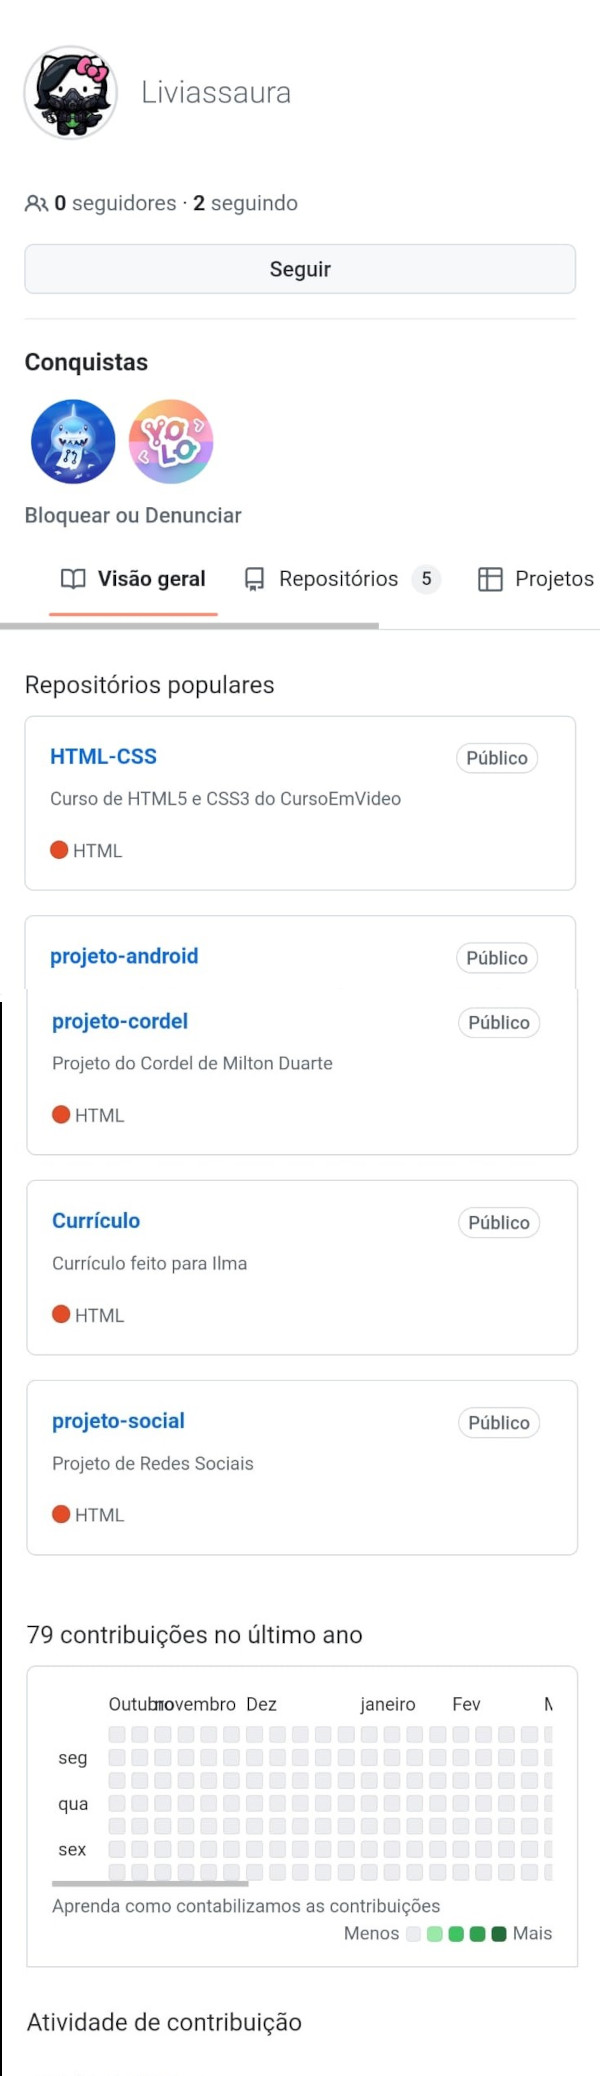 Liviassaura
0 seguidores · 2 seguindo
Seguir
Conquistas
YOLO
Bloquear ou Denunciar
Visão geral Repositórios 5 Projetos
Repositórios populares
HTML-CSS Público
Curso de HTML5 e CSS3 do CursoEmVideo
HTML
projeto-android Público
projeto-cordel Público
Projeto do Cordel de Milton Duarte
HTML
Currículo Público
Currículo feito para Ilma
HTML
projeto-social Público
Projeto de Redes Sociais
HTML
79 contribuições no último ano
Outubro novembro Dez janeiro Fev
seg
qua
sex
Aprenda como contabilizamos as contribuições
Menos Mais
Atividade de contribuição